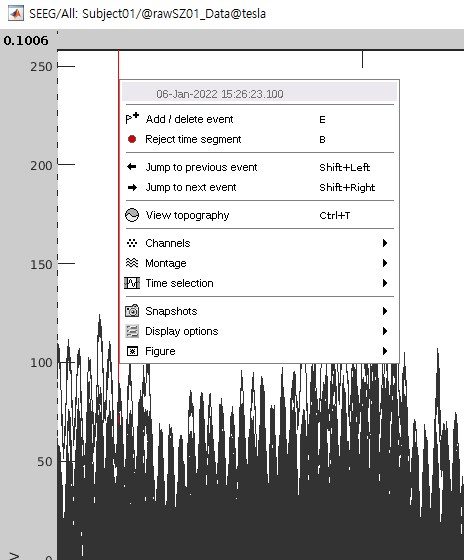 SEEG/All: Subject01/@rawSZ01_Data@tesla
0.1006
250
06-Jan-2022 15:26:23.100
Add / delete event E
Reject time segment B
200
Jump to previous event Shift+Left
Jump to next event Shift+Right
View topography Ctrl+T
Channels
150
Montage
Time selection
Snapshots
Display options
100
Figure
50
0
V